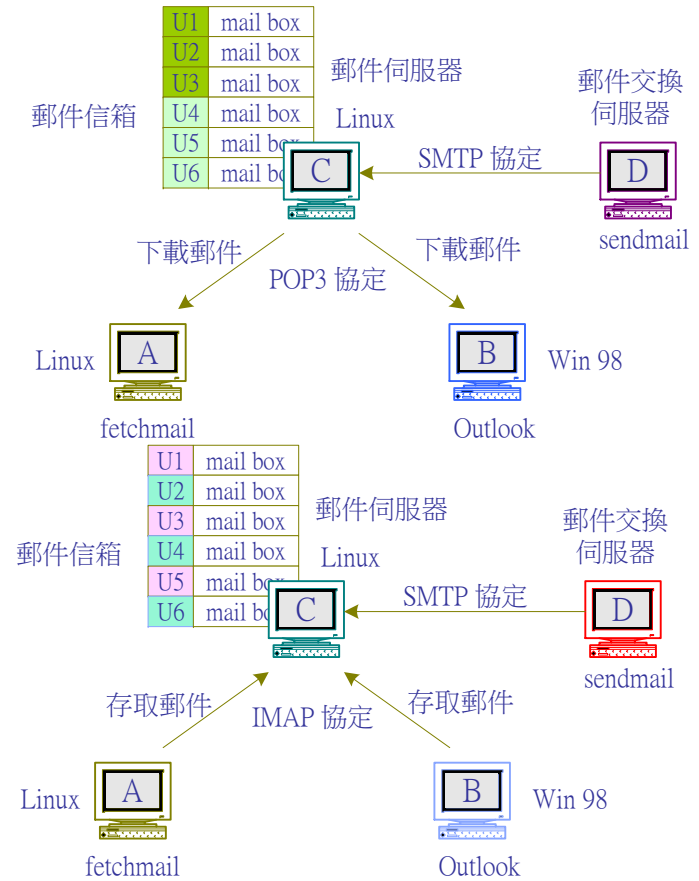 U1 mail box
U2 mail box
U3 mail box
U4 mail box
U5 mail box
U6 mail bo
郵件信箱
郵件伺服器
Linux
C
SMTP 協定
郵件交換
伺服器
D
sendmail
下載郵件
POP3 協定
下載郵件
Linux
A
fetchmail
B
Win 98
Outlook
U1 mail box
U2 mail box
U3 mail box
U4 mail box
U5 mail box
U6 mail bo
郵件信箱
郵件伺服器
Linux
C
SMTP 協定
郵件交換
伺服器
D
sendmail
存取郵件
IMAP 協定
存取郵件
Linux
A
fetchmail
B
Win 98
Outlook